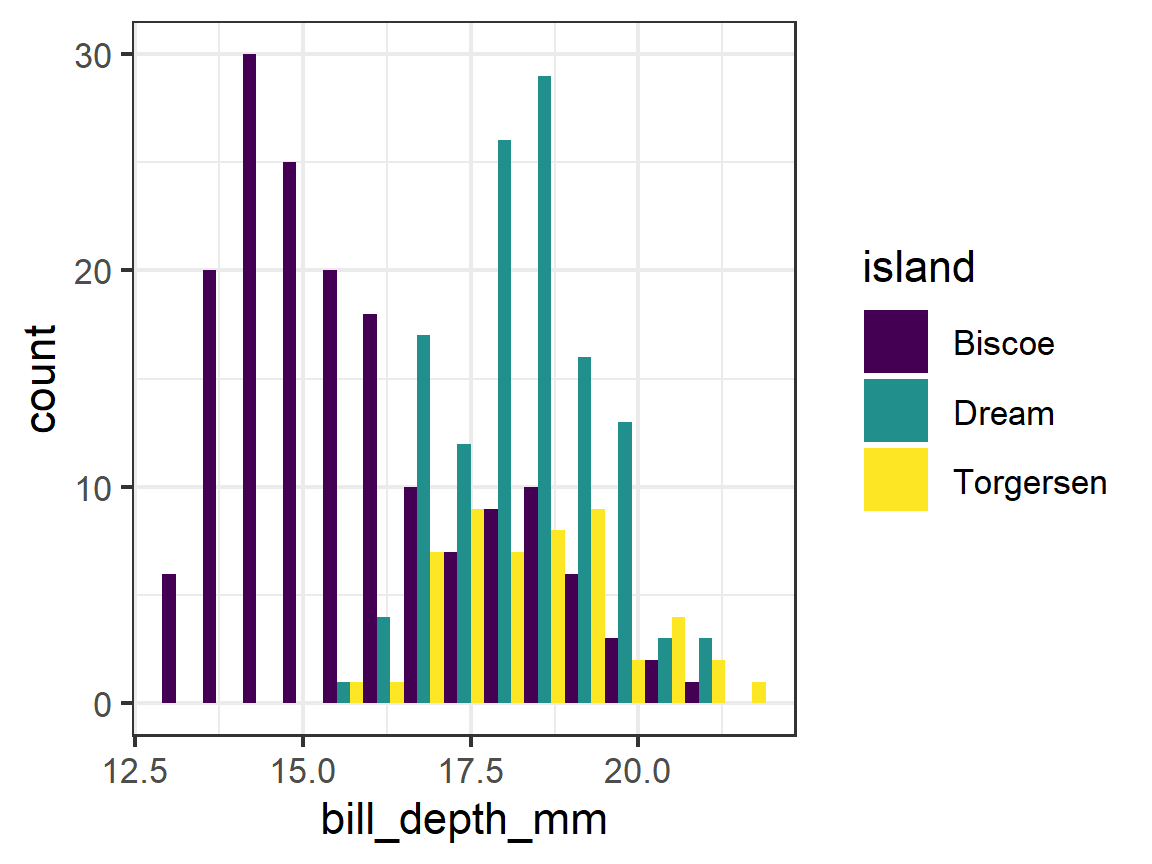 30
20
10
0
count
12.5 15.0 17.5 20.0
bill_depth_mm
island
Biscoe
Dream
Torgersen